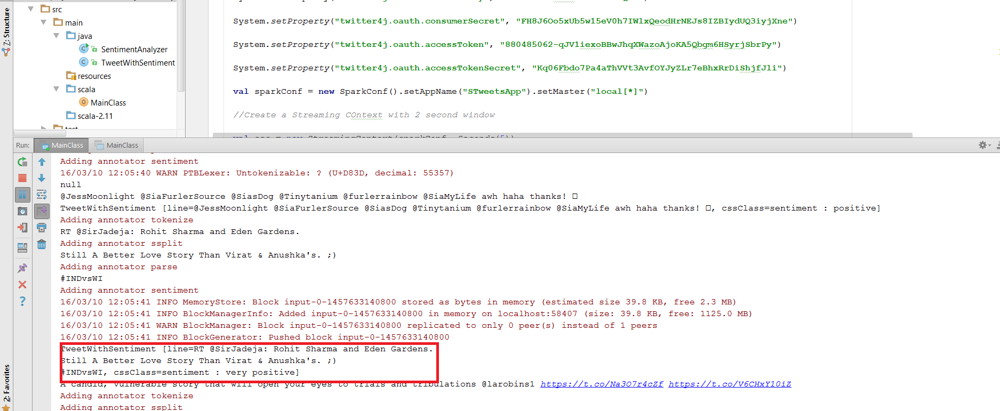 Z: Structure
src
main
java
SentimentAnalyzer
TweetWithSentiment
resources
scala
MainClass
scala-2.11
test
System.setProperty("twitter4j.oauth.consumerSecret", "FH8J6Oo5xUb5w15eV0h7IWlxQeodHrNEJs8IZBIydUQ3iyjXne")
System.setProperty("twitter4j.oauth.accessToken", "880485062-qJV1iexoBBwJhqXWazoAjoKA5Qbgm6HSyrjSbrPy")
System.setProperty("twitter4j.oauth.accessTokenSecret", "Kq06Fbdo7Pa4aThVVt3AvfOYJyZLr7eBhxRrDiShjfJli")
val sparkConf = new SparkConf().setAppName("STweetsApp").setMaster("local[*]")
//Create a Streaming COntext with 2 second window
val ssc = new StreamingContext(sparkConf, Seconds(5))
Run: MainClass MainClass
Adding annotator sentiment
16/03/10 12:05:40 WARN PTBLexer: Untokenizable: ? (U+D83D, decimal: 55357)
null
@JessMoonlight @SiaFurlerSource @SiasDog @Tinytanium @furlerrainbow @SiaMyLife awh haha thanks! □
TweetWithSentiment [line=@JessMoonlight @SiaFurlerSource @SiasDog @Tinytanium @furlerrainbow @SiaMyLife awh haha thanks! □, cssClass=sentiment : positive]
Adding annotator tokenize
RT @SirJadeja: Rohit Sharma and Eden Gardens.
Adding annotator ssplit
Still A Better Love Story Than Virat & Anushka's. ;)
Adding annotator parse
#INDvsWI
Adding annotator sentiment
16/03/10 12:05:41 INFO MemoryStore: Block input-0-1457633140800 stored as bytes in memory (estimated size 39.8 KB, free 2.3 MB)
16/03/10 12:05:41 INFO BlockManagerInfo: Added input-0-1457633140800 in memory on localhost:58407 (size: 39.8 KB, free: 1125.0 MB)
16/03/10 12:05:41 WARN BlockManager: Block input-0-1457633140800 replicated to only 0 peer(s) instead of 1 peers
16/03/10 12:05:41 INFO BlockGenerator: Pushed block input-0-1457633140800
TweetWithSentiment [line=RT @SirJadeja: Rohit Sharma and Eden Gardens.
Still A Better Love Story Than Virat & Anushka's. ;)
#INDvsWI, cssClass=sentiment : very positive]
A candid, vulnerable story that will open your eyes to trials and tribulations @larobins1 https://t.co/Na3O7r4cZf https://t.co/V6CHxY10iZ
Adding annotator tokenize
Adding annotator ssplit
2: Favorites